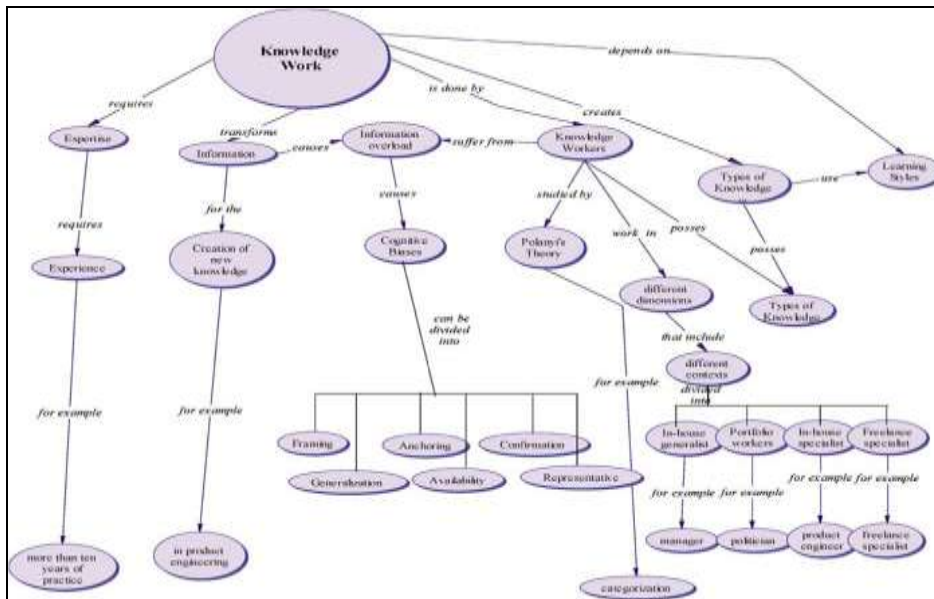 Knowledge
Work
depends on
is done by
requires
creates
transforms
Expertise
Information
causes
Information
overload
suffer from
Knowledge
Workers
Types of
Knowledge
use
Learning
Styles
studied by
for the
causes
requires
work in
posses
posses
Creation of
new
knowledge
Cognitive
Biases
Polanyi's
Theory
Experience
different
dimensions
Types of
Knowledge
can be
divided
into
that include
different
contexts
for example
for example
for example
divided
into
Framing
Anchoring
Confirmation
In-house
generalist
Portfolio
workers
In-house
specialist
Freelance
specialist
Generalization
Availability
Representative
for example
for example
for example
for example
manager
politician
product
engineer
freelance
specialist
more than ten
years of
practice
in product
engineering
categorization